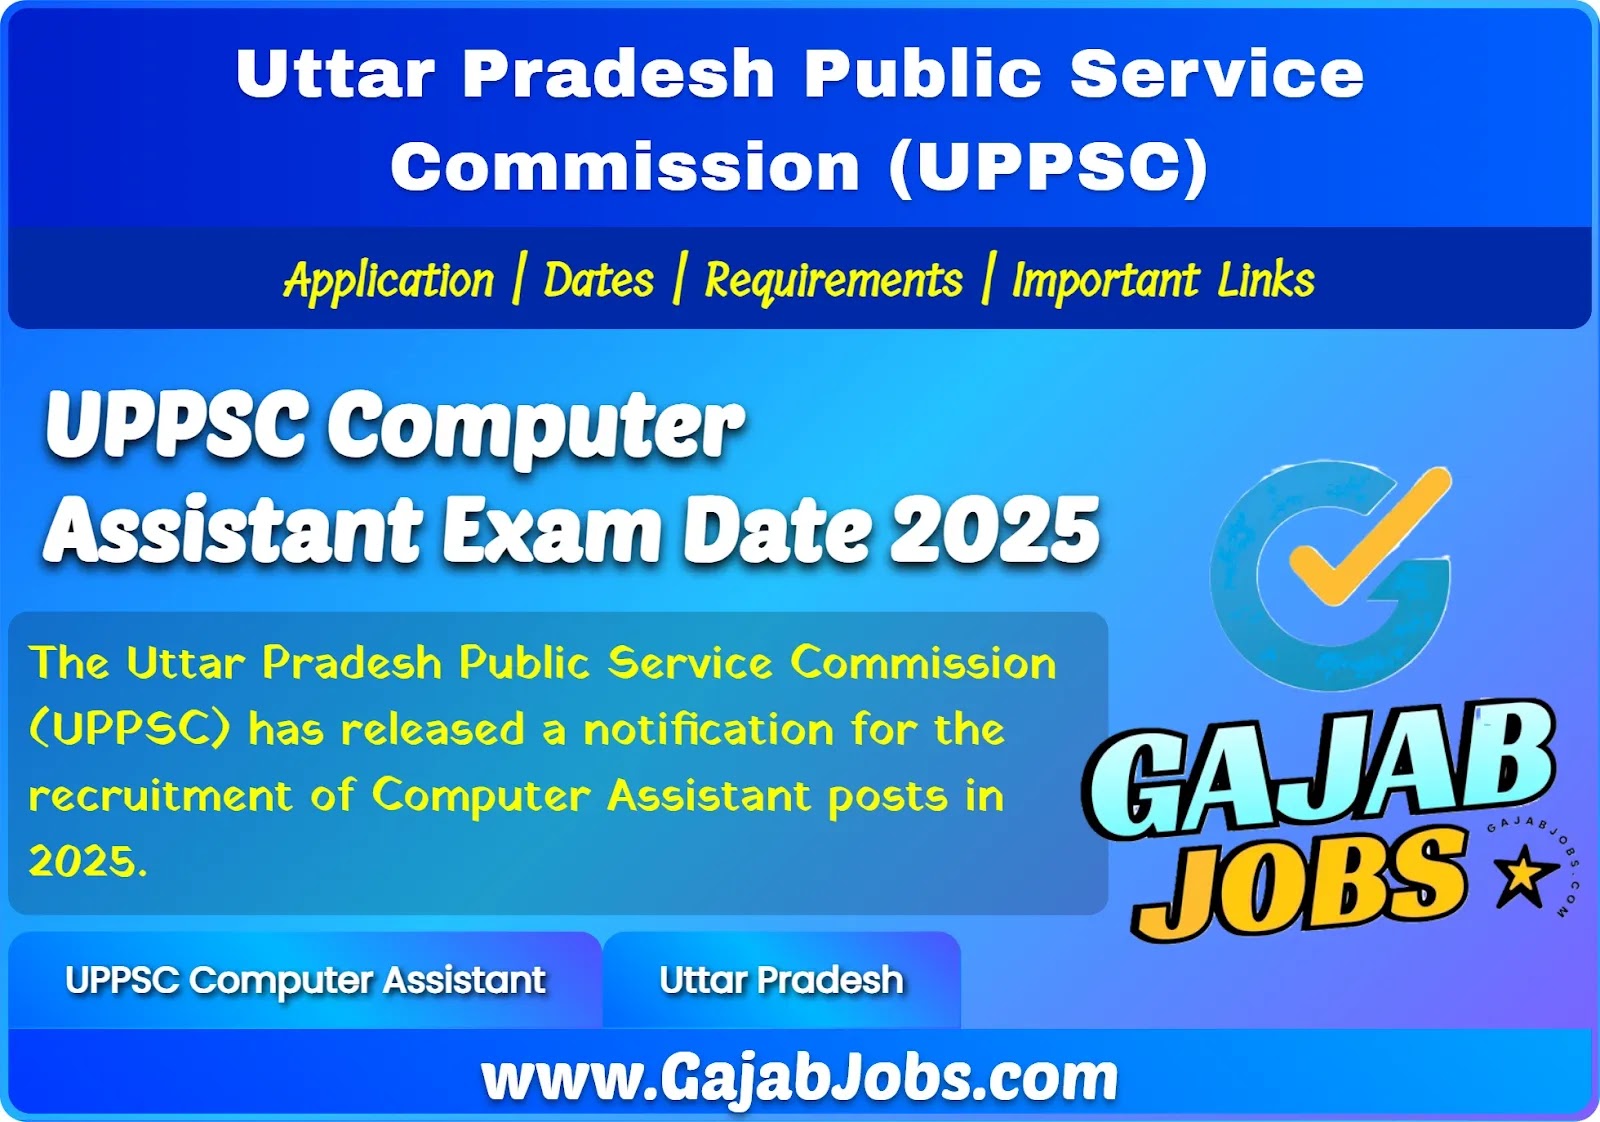 Uttar Pradesh Public Service
Commission (UPPSC)
Application | Dates | Requirements | Important Links
UPPSC Computer
Assistant Exam Date 2025
The Uttar Pradesh Public Service Commission
(UPPSC) has released a notification for the
recruitment of Computer Assistant posts in
2025.
GAJAB
JOBS
GAJABJOBS.COM
UPPSC Computer Assistant
Uttar Pradesh
www.GajabJobs.com